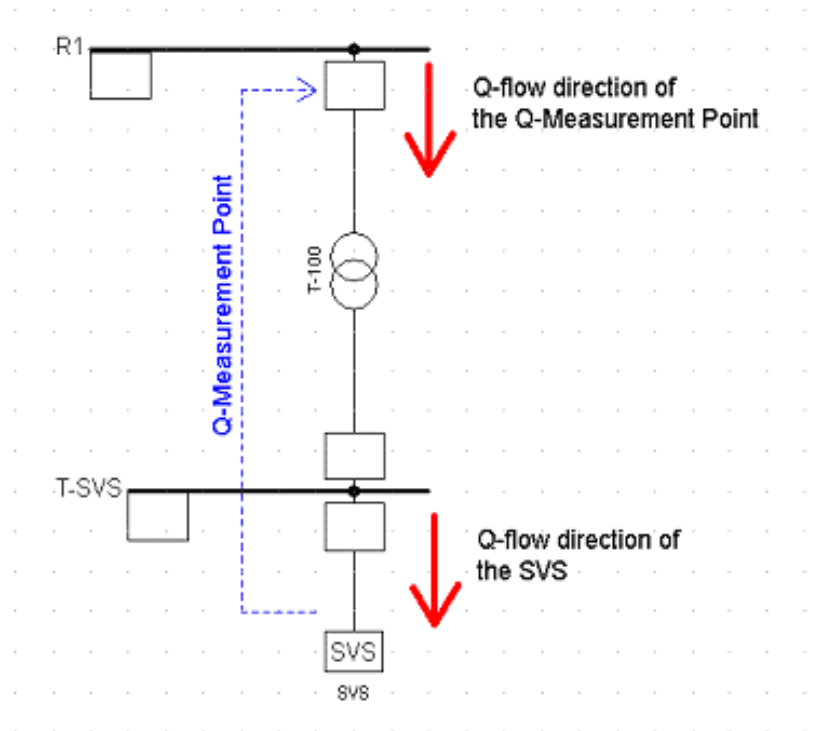 R1
Q-flow direction of
the Q-Measurement Point
Q-Measurement Point
T-100
T-SVS
Q-flow direction of
the SVS
SVS
SVS